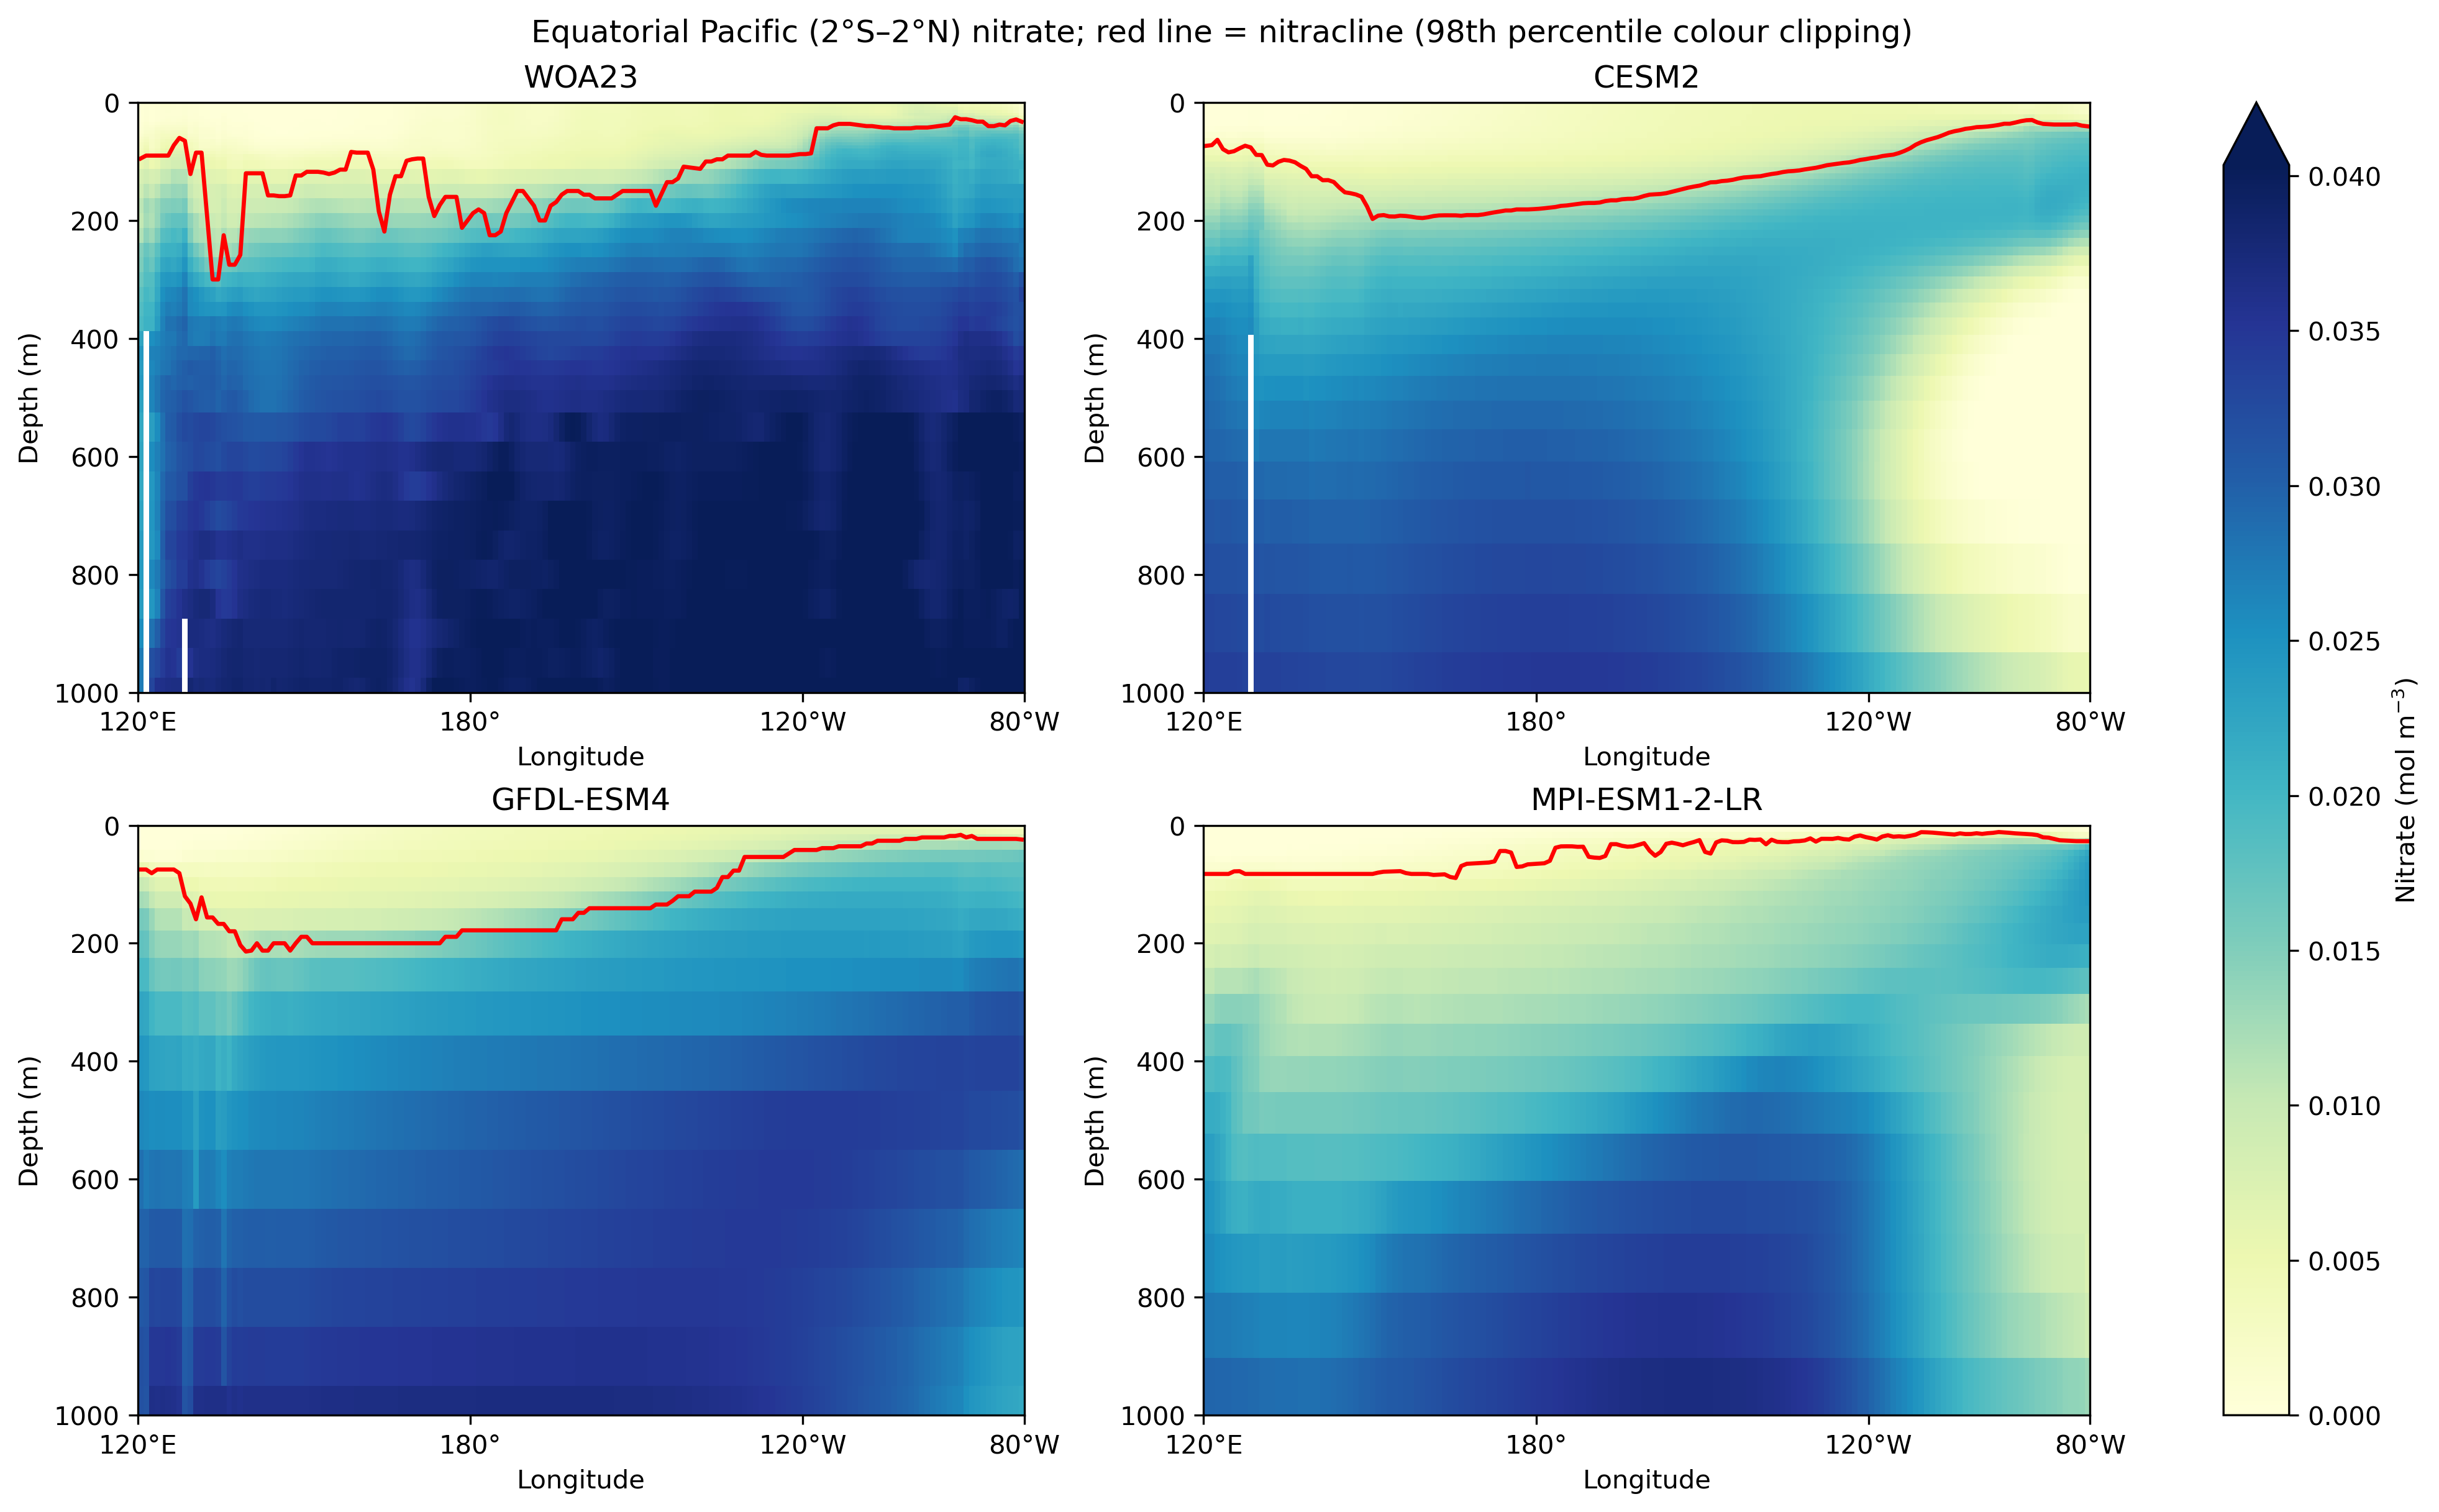 Equatorial Pacific (2°S–2°N) nitrate; red line = nitracline (98th percentile colour clipping)
WOA23
0
200
400
600
800
1000
Depth (m)
120°E
180°
120°W
80°W
Longitude
CESM2
0
200
400
600
800
1000
Depth (m)
120°E
180°
120°W
80°W
Longitude
GFDL-ESM4
0
200
400
600
800
1000
Depth (m)
120°E
180°
120°W
80°W
Longitude
MPI-ESM1-2-LR
0
200
400
600
800
1000
Depth (m)
120°E
180°
120°W
80°W
Longitude
0.040
0.035
0.030
0.025
0.020
0.015
0.010
0.005
0.000
Nitrate (mol m⁻³)